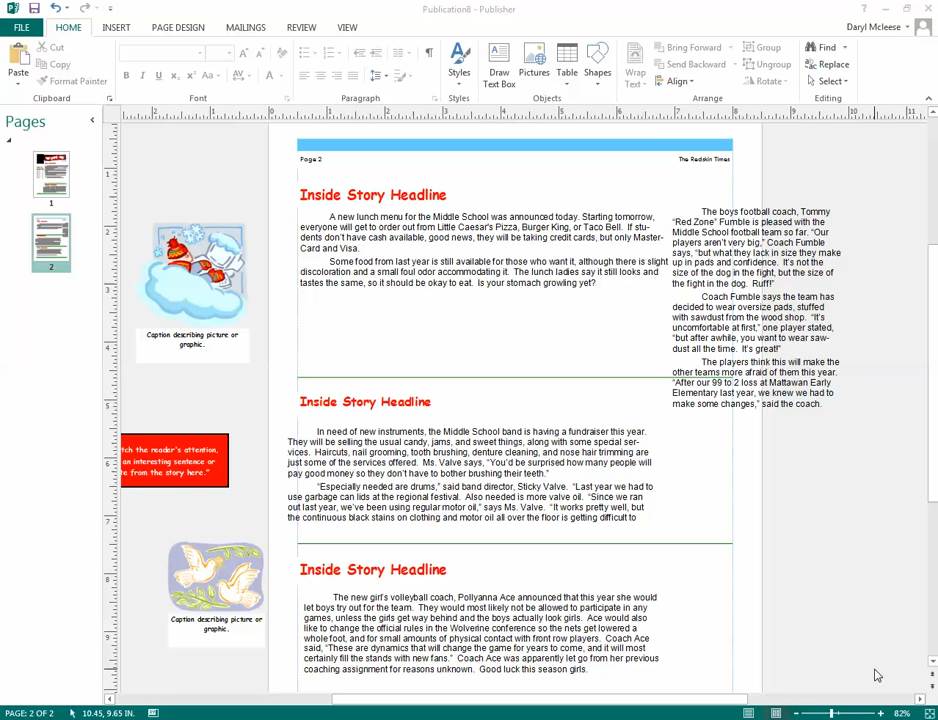 Publication8 - Publisher
FILE HOME INSERT PAGE DESIGN MAILINGS REVIEW VIEW Daryl Mcleese
Paste
Cut
Copy
Format Painter
Clipboard
B I U x₂ x² Aa AV A
Font
Paragraph
Styles
Styles
Draw Text Box
Pictures
Table
Shapes
Objects
Wrap Text
Bring Forward
Send Backward
Align
Group
Ungroup
Rotate
Arrange
Find
Replace
Select
Editing
Pages
1
2
Page 2
The Redskin Times
Inside Story Headline
A new lunch menu for the Middle School was announced today. Starting tomorrow,
everyone will get to order out from Little Caesar's Pizza, Burger King, or Taco Bell. If stu-
dents don't have cash available, good news, they will be taking credit cards, but only Master-
Card and Visa.
Some food from last year is still available for those who want it, although there is slight
discoloration and a small foul odor accommodating it. The lunch ladies say it still looks and
tastes the same, so it should be okay to eat. Is your stomach growling yet?
The boys football coach, Tommy
"Red Zone" Fumble is pleased with the
Middle School football team so far. "Our
players aren't very big," Coach Fumble
says, "but what they lack in size they make
up in pads and confidence. It's not the
size of the dog in the fight, but the size of
the fight in the dog. Ruff!"
Coach Fumble says the team has
decided to wear oversize pads, stuffed
with sawdust from the wood shop. "It's
uncomfortable at first," one player stated,
"but after awhile, you want to wear saw-
dust all the time. It's great!"
The players think this will make the
other teams more afraid of them this year.
"After our 99 to 2 loss at Mattawan Early
Elementary last year, we knew we had to
make some changes," said the coach.
Caption describing picture or
graphic.
Inside Story Headline
In need of new instruments, the Middle School band is having a fundraiser this year.
They will be selling the usual candy, jams, and sweet things, along with some special ser-
vices. Haircuts, nail grooming, tooth brushing, denture cleaning, and nose hair trimming are
just some of the services offered. Ms. Valve says, "You'd be surprised how many people will
pay good money so they don't have to bother brushing their teeth."
"Especially needed are drums," said band director, Sticky Valve. "Last year we had to
use garbage can lids at the regional festival. Also needed is more valve oil. "Since we ran
out last year, we've been using regular motor oil," says Ms. Valve. "It works pretty well, but
the continuous black stains on clothing and motor oil all over the floor is getting difficult to
tch the reader's attention,
an interesting sentence or
e from the story here."
Inside Story Headline
The new girl's volleyball coach, Pollyanna Ace announced that this year she would
let boys try out for the team. They would most likely not be allowed to participate in any
games, unless the girls get way behind and the boys actually look girls. Ace would also
like to change the official rules in the Wolverine conference so the nets get lowered a
whole foot, and for small amounts of physical contact with front row players. Coach Ace
said, "These are dynamics that will change the game for years to come, and it will most
certainly fill the stands with new fans." Coach Ace was apparently let go from her previous
coaching assignment for reasons unknown. Good luck this season girls.
Caption describing picture or
graphic.
PAGE: 2 OF 2 10.45, 9.65 IN. 82%